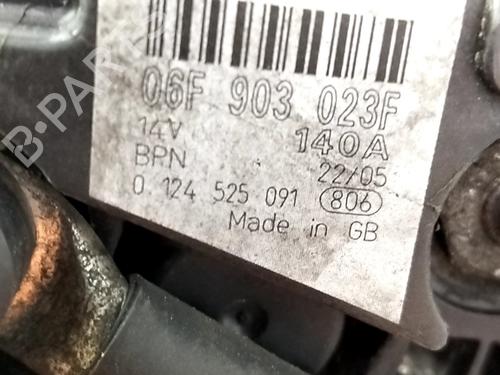 B-PARTS
06F 903 023F
14V 140A
BPN 22/05
0 124 525 091 806
Made in GB